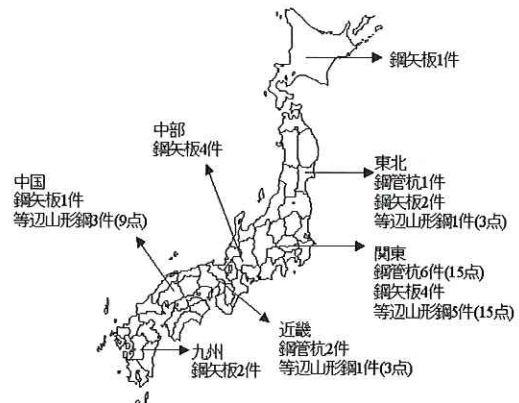 鋼矢板1件
中部
鋼矢板4件
東北
鋼管杭1件
鋼矢板2件
等辺山形鋼1件(3点)
中国
鋼矢板1件
等辺山形鋼3件(9点)
関東
鋼管杭6件(15点)
鋼矢板4件
等辺山形鋼5件(15点)
近畿
鋼管杭2件
等辺山形鋼1件(3点)
九州
鋼矢板2件